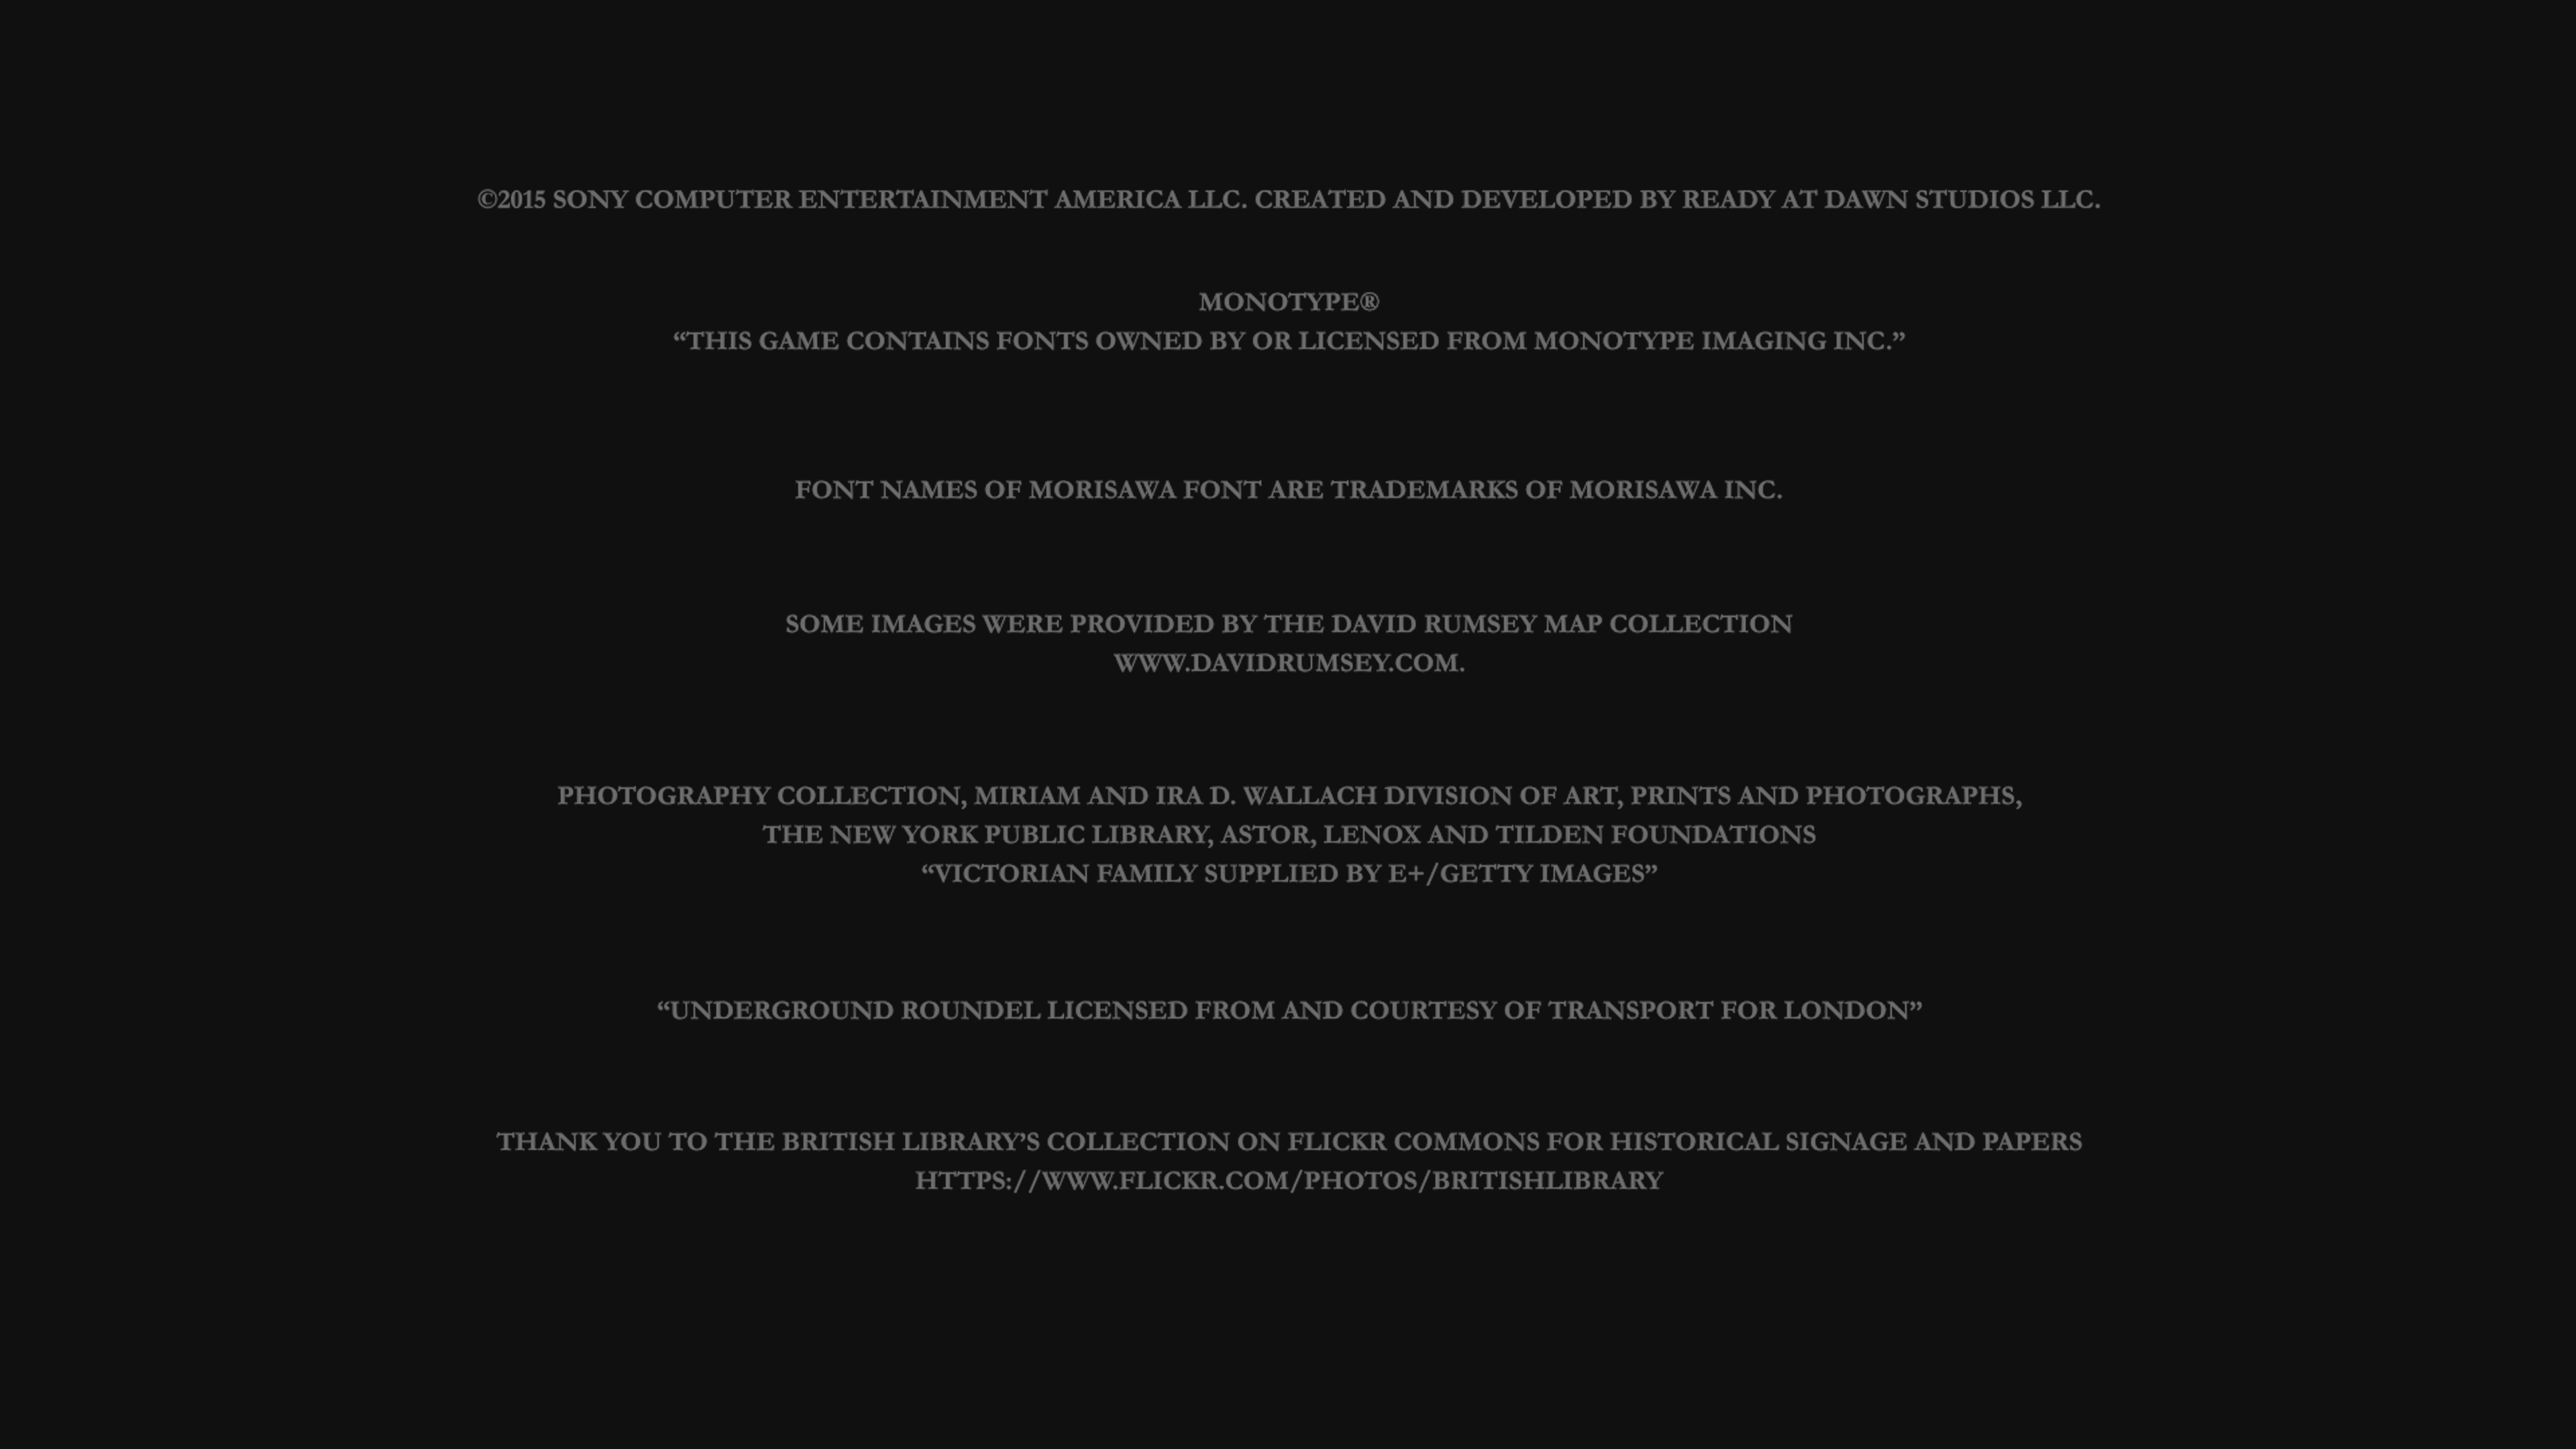 ©2015 SONY COMPUTER ENTERTAINMENT AMERICA LLC. CREATED AND DEVELOPED BY READY AT DAWN STUDIOS LLC.
MONOTYPE®
“THIS GAME CONTAINS FONTS OWNED BY OR LICENSED FROM MONOTYPE IMAGING INC.”
FONT NAMES OF MORISAWA FONT ARE TRADEMARKS OF MORISAWA INC.
SOME IMAGES WERE PROVIDED BY THE DAVID RUMSEY MAP COLLECTION
WWW.DAVIDRUMSEY.COM.
PHOTOGRAPHY COLLECTION, MIRIAM AND IRA D. WALLACH DIVISION OF ART, PRINTS AND PHOTOGRAPHS,
THE NEW YORK PUBLIC LIBRARY, ASTOR, LENOX AND TILDEN FOUNDATIONS
“VICTORIAN FAMILY SUPPLIED BY E+/GETTY IMAGES”
“UNDERGROUND ROUNDEL LICENSED FROM AND COURTESY OF TRANSPORT FOR LONDON”
THANK YOU TO THE BRITISH LIBRARY’S COLLECTION ON FLICKR COMMONS FOR HISTORICAL SIGNAGE AND PAPERS
HTTPS://WWW.FLICKR.COM/PHOTOS/BRITISHLIBRARY